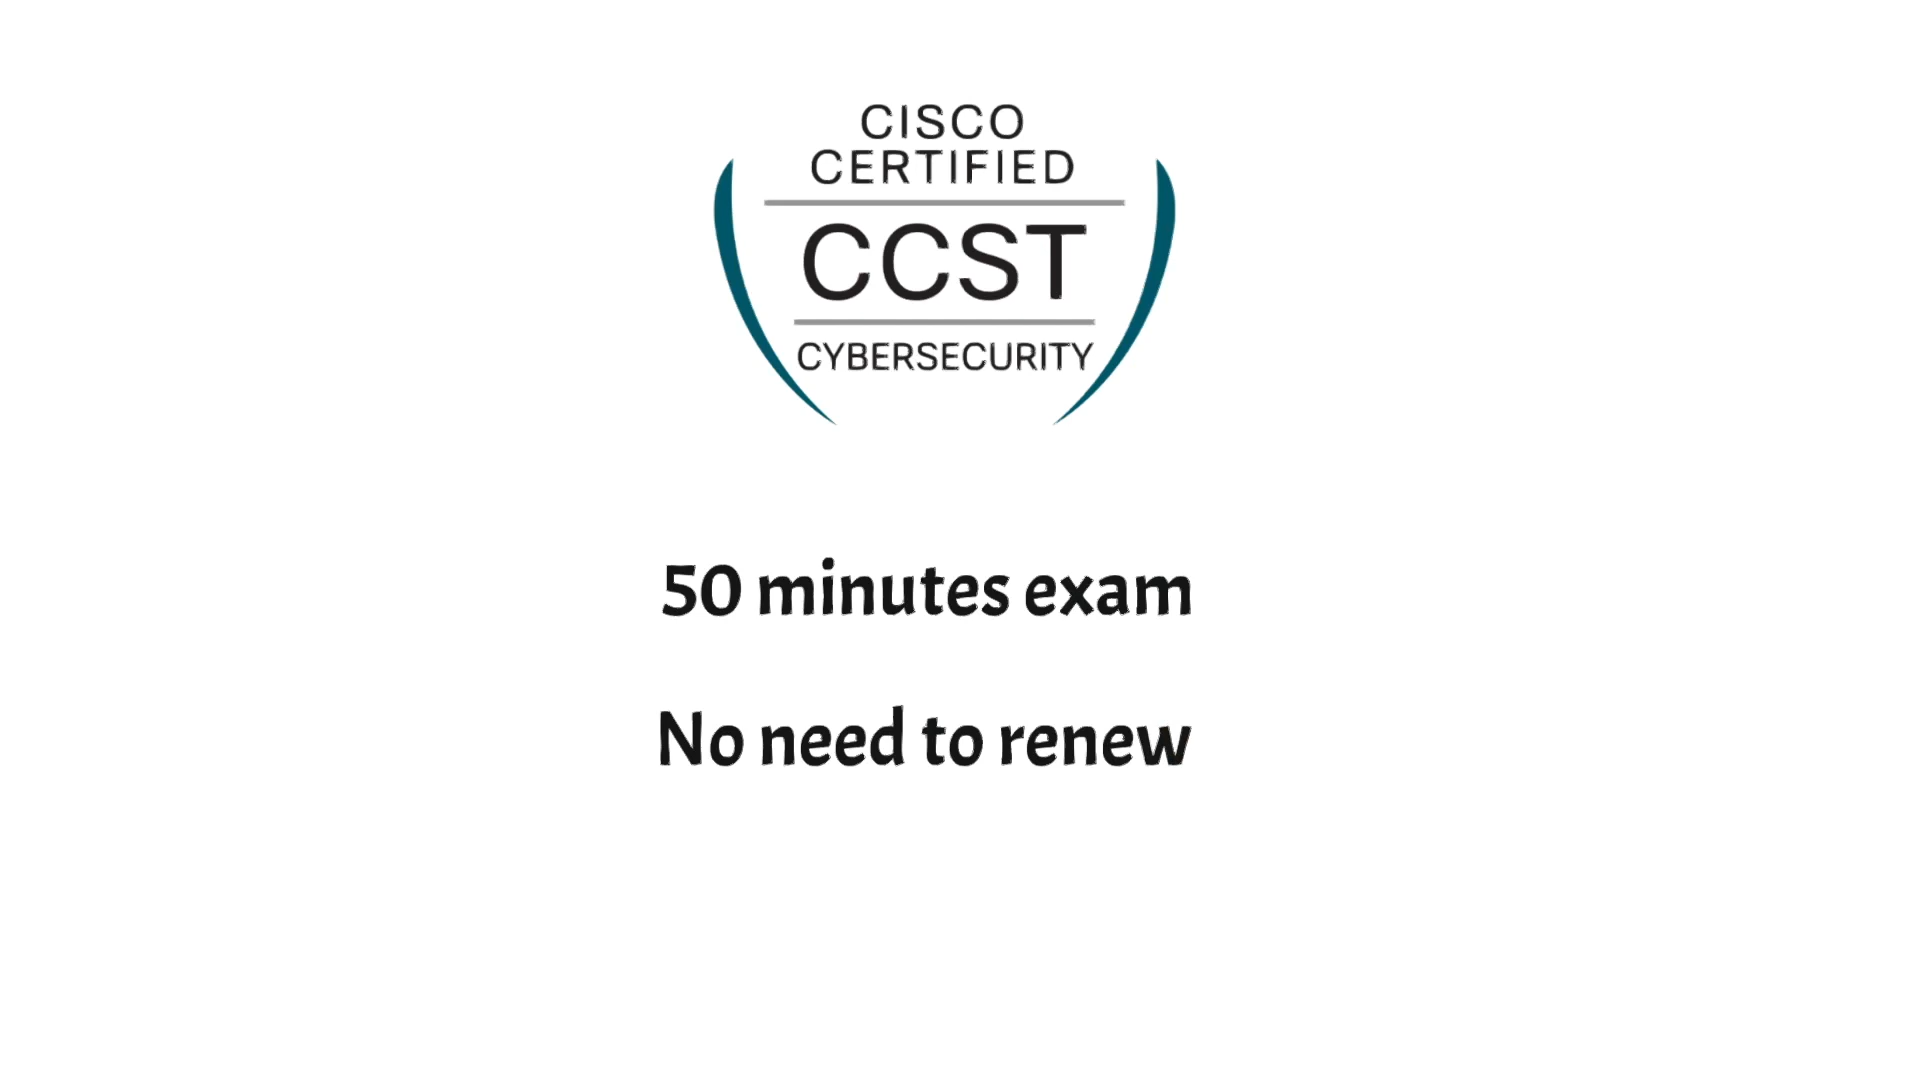 CISCO
CERTIFIED
CCST
CYBERSECURITY
50 minutes exam
No need to renew